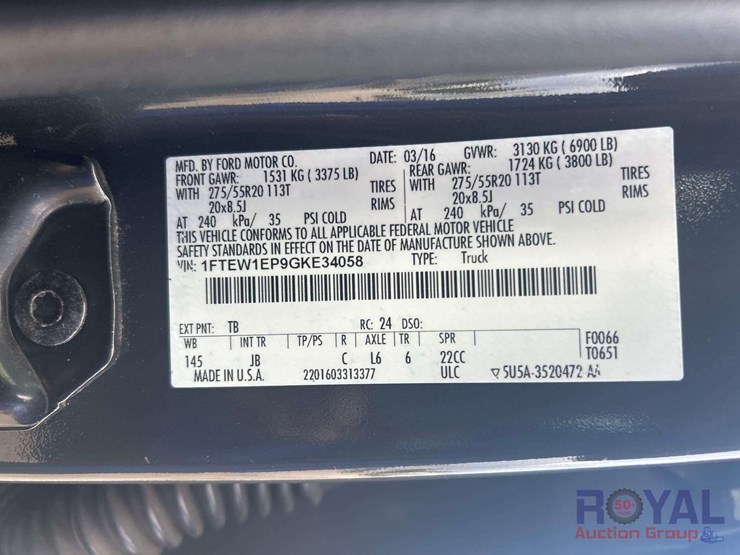 MFD. BY FORD MOTOR CO. DATE: 03/16 GVWR: 3130 KG ( 6900 LB)
FRONT GAWR: 1531 KG ( 3375 LB) REAR GAWR: 1724 KG ( 3800 LB)
WITH 275/55R20 113T TIRES WITH 275/55R20 113T TIRES
20x8.5J RIMS 20x8.5J RIMS
AT 240 kPa/ 35 PSI COLD AT 240 kPa/ 35 PSI COLD
THIS VEHICLE CONFORMS TO ALL APPLICABLE FEDERAL MOTOR VEHICLE
SAFETY STANDARDS IN EFFECT ON THE DATE OF MANUFACTURE SHOWN ABOVE.
VIN: 1FTEW1EP9GKE34058 TYPE: Truck
EXT PNT: TB RC: 24 DSO:
WB INT TR TP/PS R AXLE TR SPR F0066
145 JB C L6 6 22CC T0651
MADE IN U.S.A. 2201603313377 ULC 5U5A-3520472-AA
50
ROYAL
Auction Group